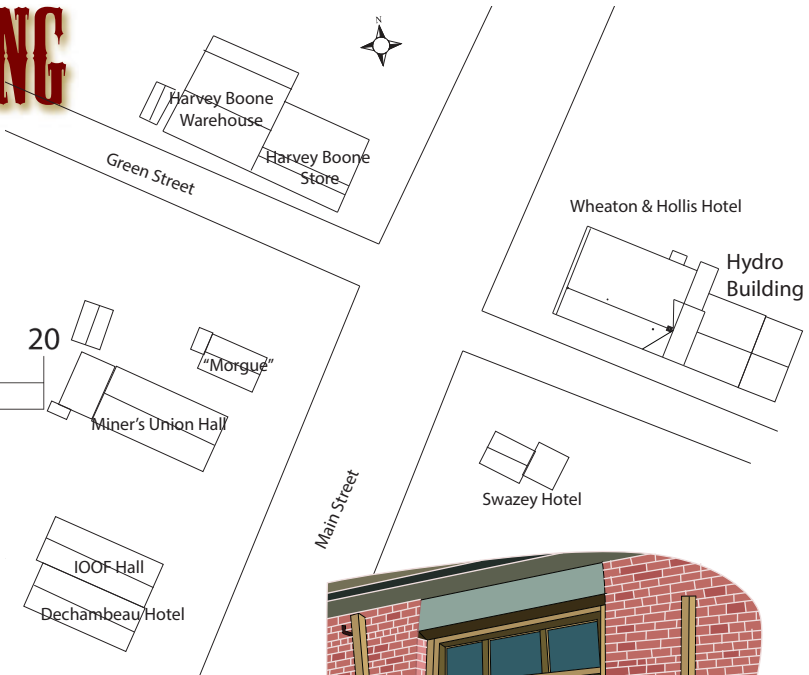 NG
N
Harvey Boone
Warehouse
Harvey Boone
Store
Green Street
Wheaton & Hollis Hotel
Hydro
Building
20
“Morgue”
Miner’s Union Hall
Main Street
Swazey Hotel
IOOF Hall
Dechambeau Hotel